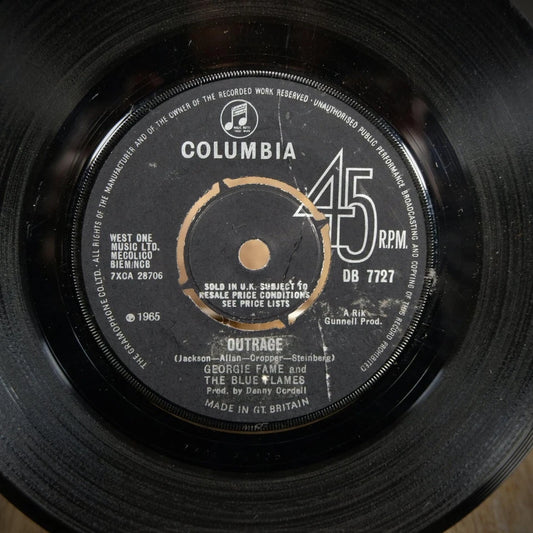 THE GRAMOPHONE CO. LTD. · ALL RIGHTS OF THE MANUFACTURER AND OF THE OWNER OF THE RECORDED WORK RESERVED · UNAUTHORISED PUBLIC PERFORMANCE BROADCASTING AND COPYING OF THIS RECORD PROHIBITED
COLUMBIA
45
R.P.M.
DB 7727
WEST ONE
MUSIC LTD.
MECOLICO
BIEM/NCB
7XCA 28706
SOLD IN U.K. SUBJECT TO
RESALE PRICE CONDITIONS
SEE PRICE LISTS
℗ 1965
A Rik
Gunnell Prod.
OUTRAGE
(Jackson—Allan—Cropper—Steinberg)
GEORGIE FAME and
THE BLUE FLAMES
Prod. by Denny Cordell
MADE IN GT. BRITAIN